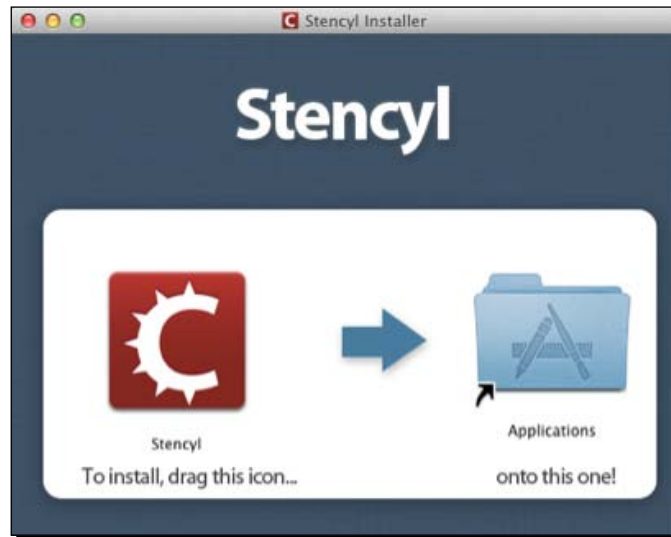 Stencyl Installer
Stencyl
Stencyl
Applications
To install, drag this icon...
onto this one!